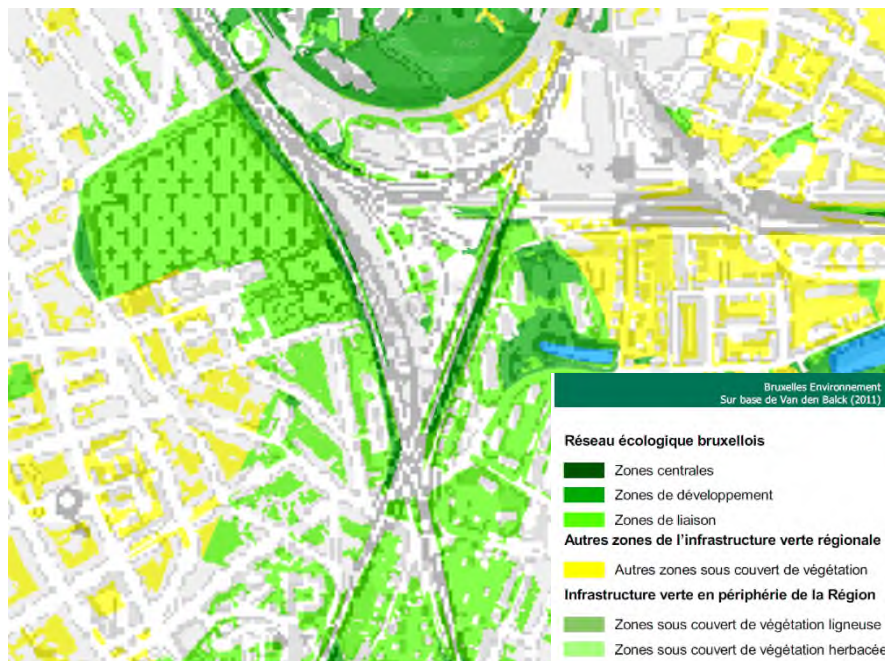 Bruxelles Environnement
Sur base de Van den Balck (2011)
Réseau écologique bruxellois
Zones centrales
Zones de développement
Zones de liaison
Autres zones de l'infrastructure verte régionale
Autres zones sous couvert de végétation
Infrastructure verte en périphérie de la Région
Zones sous couvert de végétation ligneuse
Zones sous couvert de végétation herbacée